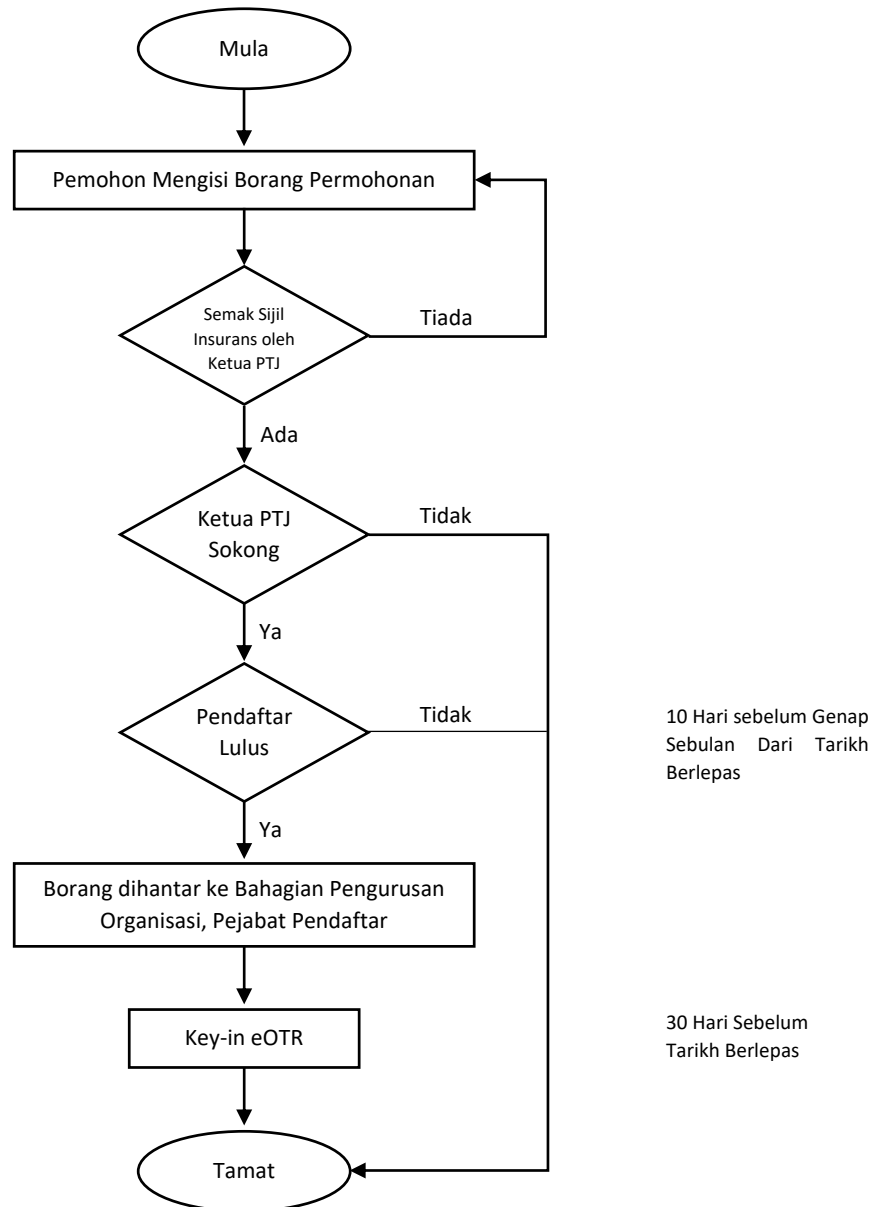 Mula
Pemohon Mengisi Borang Permohonan
Semak Sijil
Insurans oleh
Ketua PTJ
Tiada
Ada
Ketua PTJ
Sokong
Tidak
Ya
Pendaftar
Lulus
Tidak
10 Hari sebelum Genap
Sebulan Dari Tarikh
Berlepas
Ya
Borang dihantar ke Bahagian Pengurusan
Organisasi, Pejabat Pendaftar
Key-in eOTR
30 Hari Sebelum
Tarikh Berlepas
Tamat